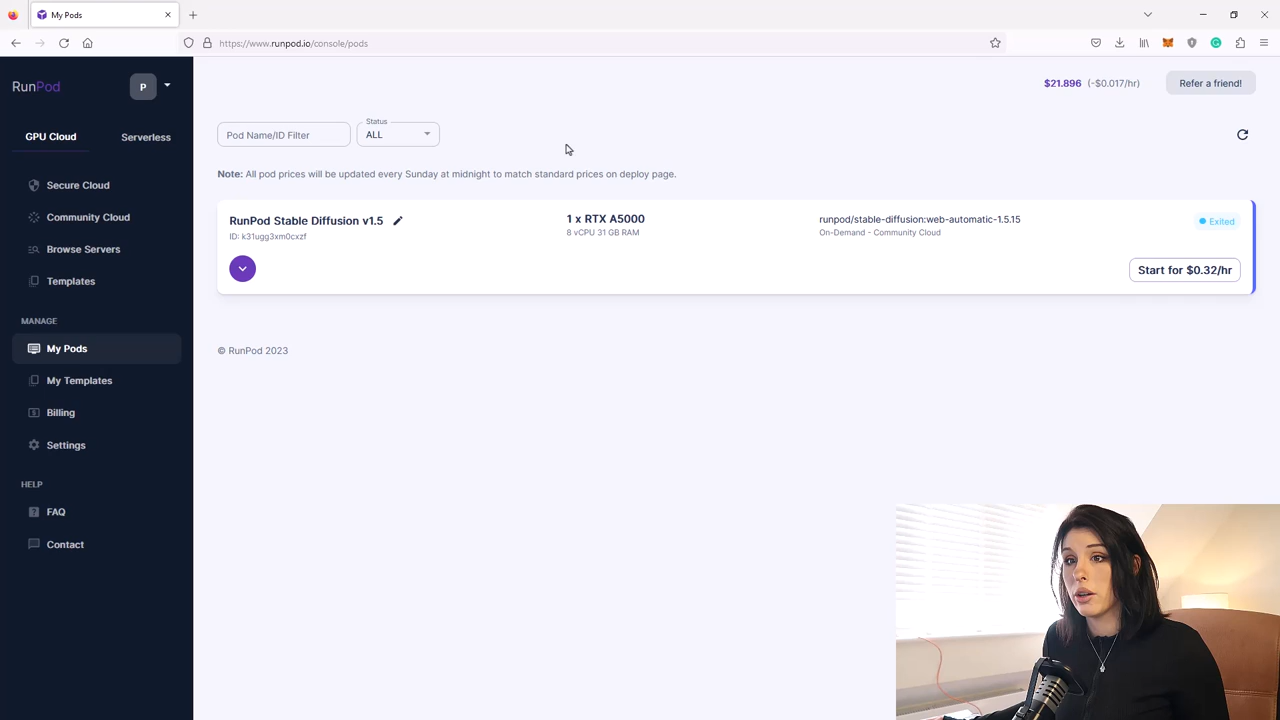 My Pods
https://www.runpod.io/console/pods
RunPod
P
GPU Cloud
Serverless
Secure Cloud
Community Cloud
Browse Servers
Templates
MANAGE
My Pods
My Templates
Billing
Settings
HELP
FAQ
Contact
$21.896 (-$0.017/hr)
Refer a friend!
Pod Name/ID Filter
Status
ALL
Note: All pod prices will be updated every Sunday at midnight to match standard prices on deploy page.
RunPod Stable Diffusion v1.5
ID: k31ugg3xm0cxzf
1 x RTX A5000
8 vCPU 31 GB RAM
runpod/stable-diffusion:web-automatic-1.5.15
On-Demand - Community Cloud
Exited
Start for $0.32/hr
© RunPod 2023